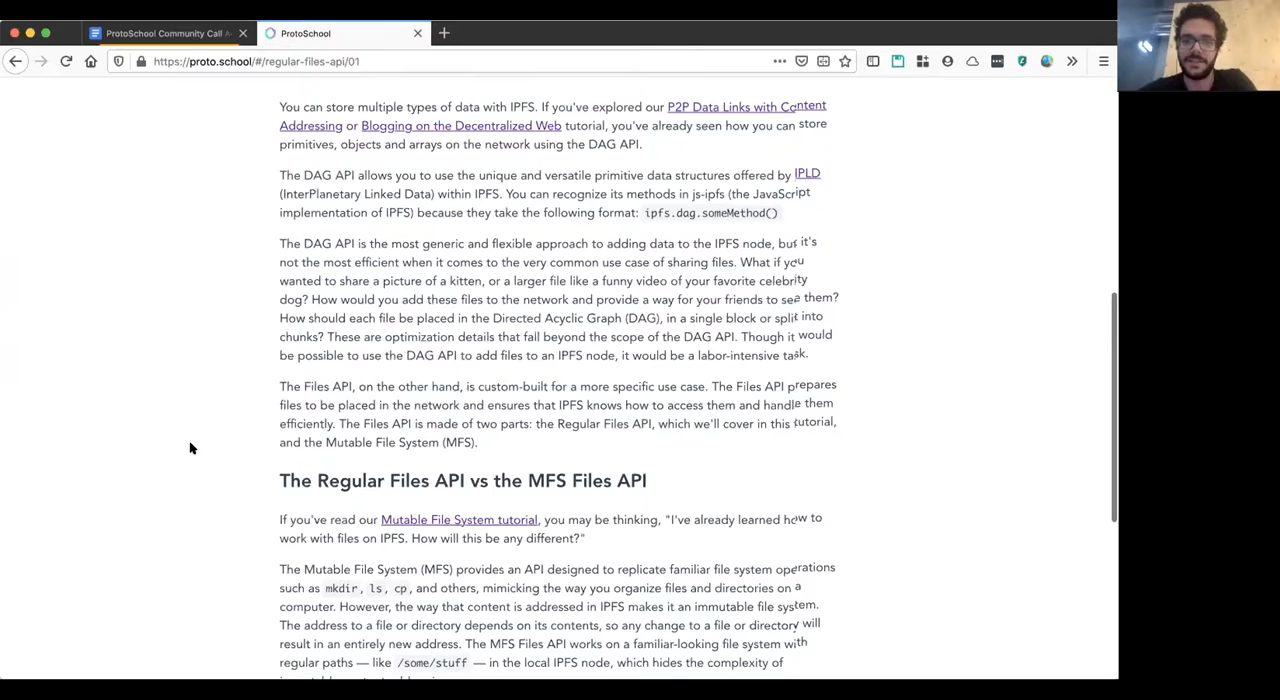 ProtoSchool Community Call A
ProtoSchool
https://proto.school/#/regular-files-api/01
You can store multiple types of data with IPFS. If you've explored our P2P Data Links with Content
Addressing or Blogging on the Decentralized Web tutorial, you've already seen how you can store
primitives, objects and arrays on the network using the DAG API.
The DAG API allows you to use the unique and versatile primitive data structures offered by IPLD
(InterPlanetary Linked Data) within IPFS. You can recognize its methods in js-ipfs (the JavaScript
implementation of IPFS) because they take the following format: ipfs.dag.someMethod()
The DAG API is the most generic and flexible approach to adding data to the IPFS node, but it's
not the most efficient when it comes to the very common use case of sharing files. What if you
wanted to share a picture of a kitten, or a larger file like a funny video of your favorite celebrity
dog? How would you add these files to the network and provide a way for your friends to see them?
How should each file be placed in the Directed Acyclic Graph (DAG), in a single block or split into
chunks? These are optimization details that fall beyond the scope of the DAG API. Though it would
be possible to use the DAG API to add files to an IPFS node, it would be a labor-intensive task.
The Files API, on the other hand, is custom-built for a more specific use case. The Files API prepares
files to be placed in the network and ensures that IPFS knows how to access them and handle them
efficiently. The Files API is made of two parts: the Regular Files API, which we'll cover in this tutorial,
and the Mutable File System (MFS).
The Regular Files API vs the MFS Files API
If you've read our Mutable File System tutorial, you may be thinking, "I've already learned how to
work with files on IPFS. How will this be any different?"
The Mutable File System (MFS) provides an API designed to replicate familiar file system operations
such as mkdir, ls, cp, and others, mimicking the way you organize files and directories on a
computer. However, the way that content is addressed in IPFS makes it an immutable file system.
The address to a file or directory depends on its contents, so any change to a file or directory will
result in an entirely new address. The MFS Files API works on a familiar-looking file system with
regular paths — like /some/stuff — in the local IPFS node, which hides the complexity of